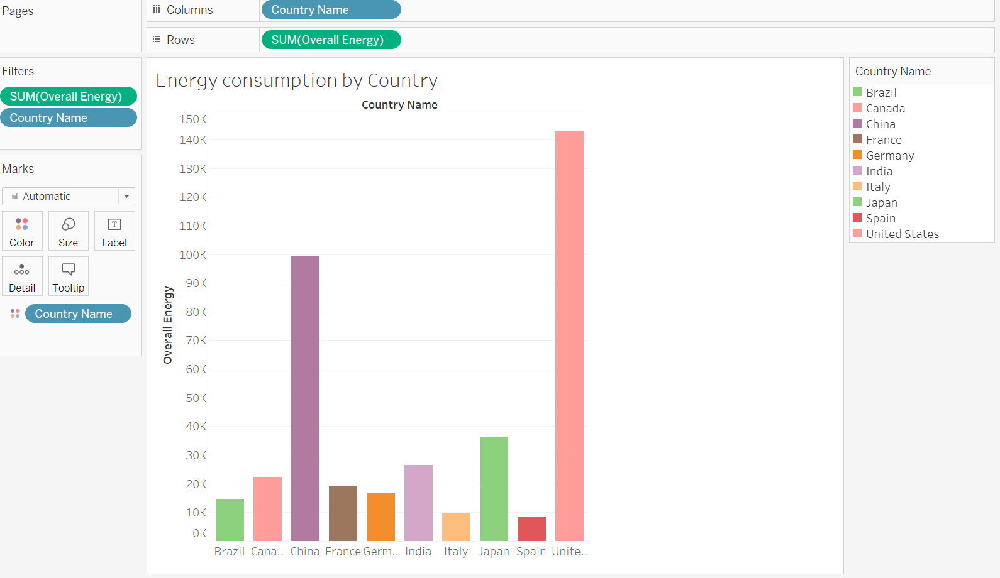 Pages
Columns
Country Name
Rows
SUM(Overall Energy)
Filters
SUM(Overall Energy)
Country Name
Marks
Automatic
Color
Size
Label
Detail
Tooltip
Country Name
Energy consumption by Country
Country Name
Overall Energy
150K
140K
130K
120K
110K
100K
90K
80K
70K
60K
50K
40K
30K
20K
10K
0K
Brazil Cana.. China France Germ.. India Italy Japan Spain Unite..
Country Name
Brazil
Canada
China
France
Germany
India
Italy
Japan
Spain
United States